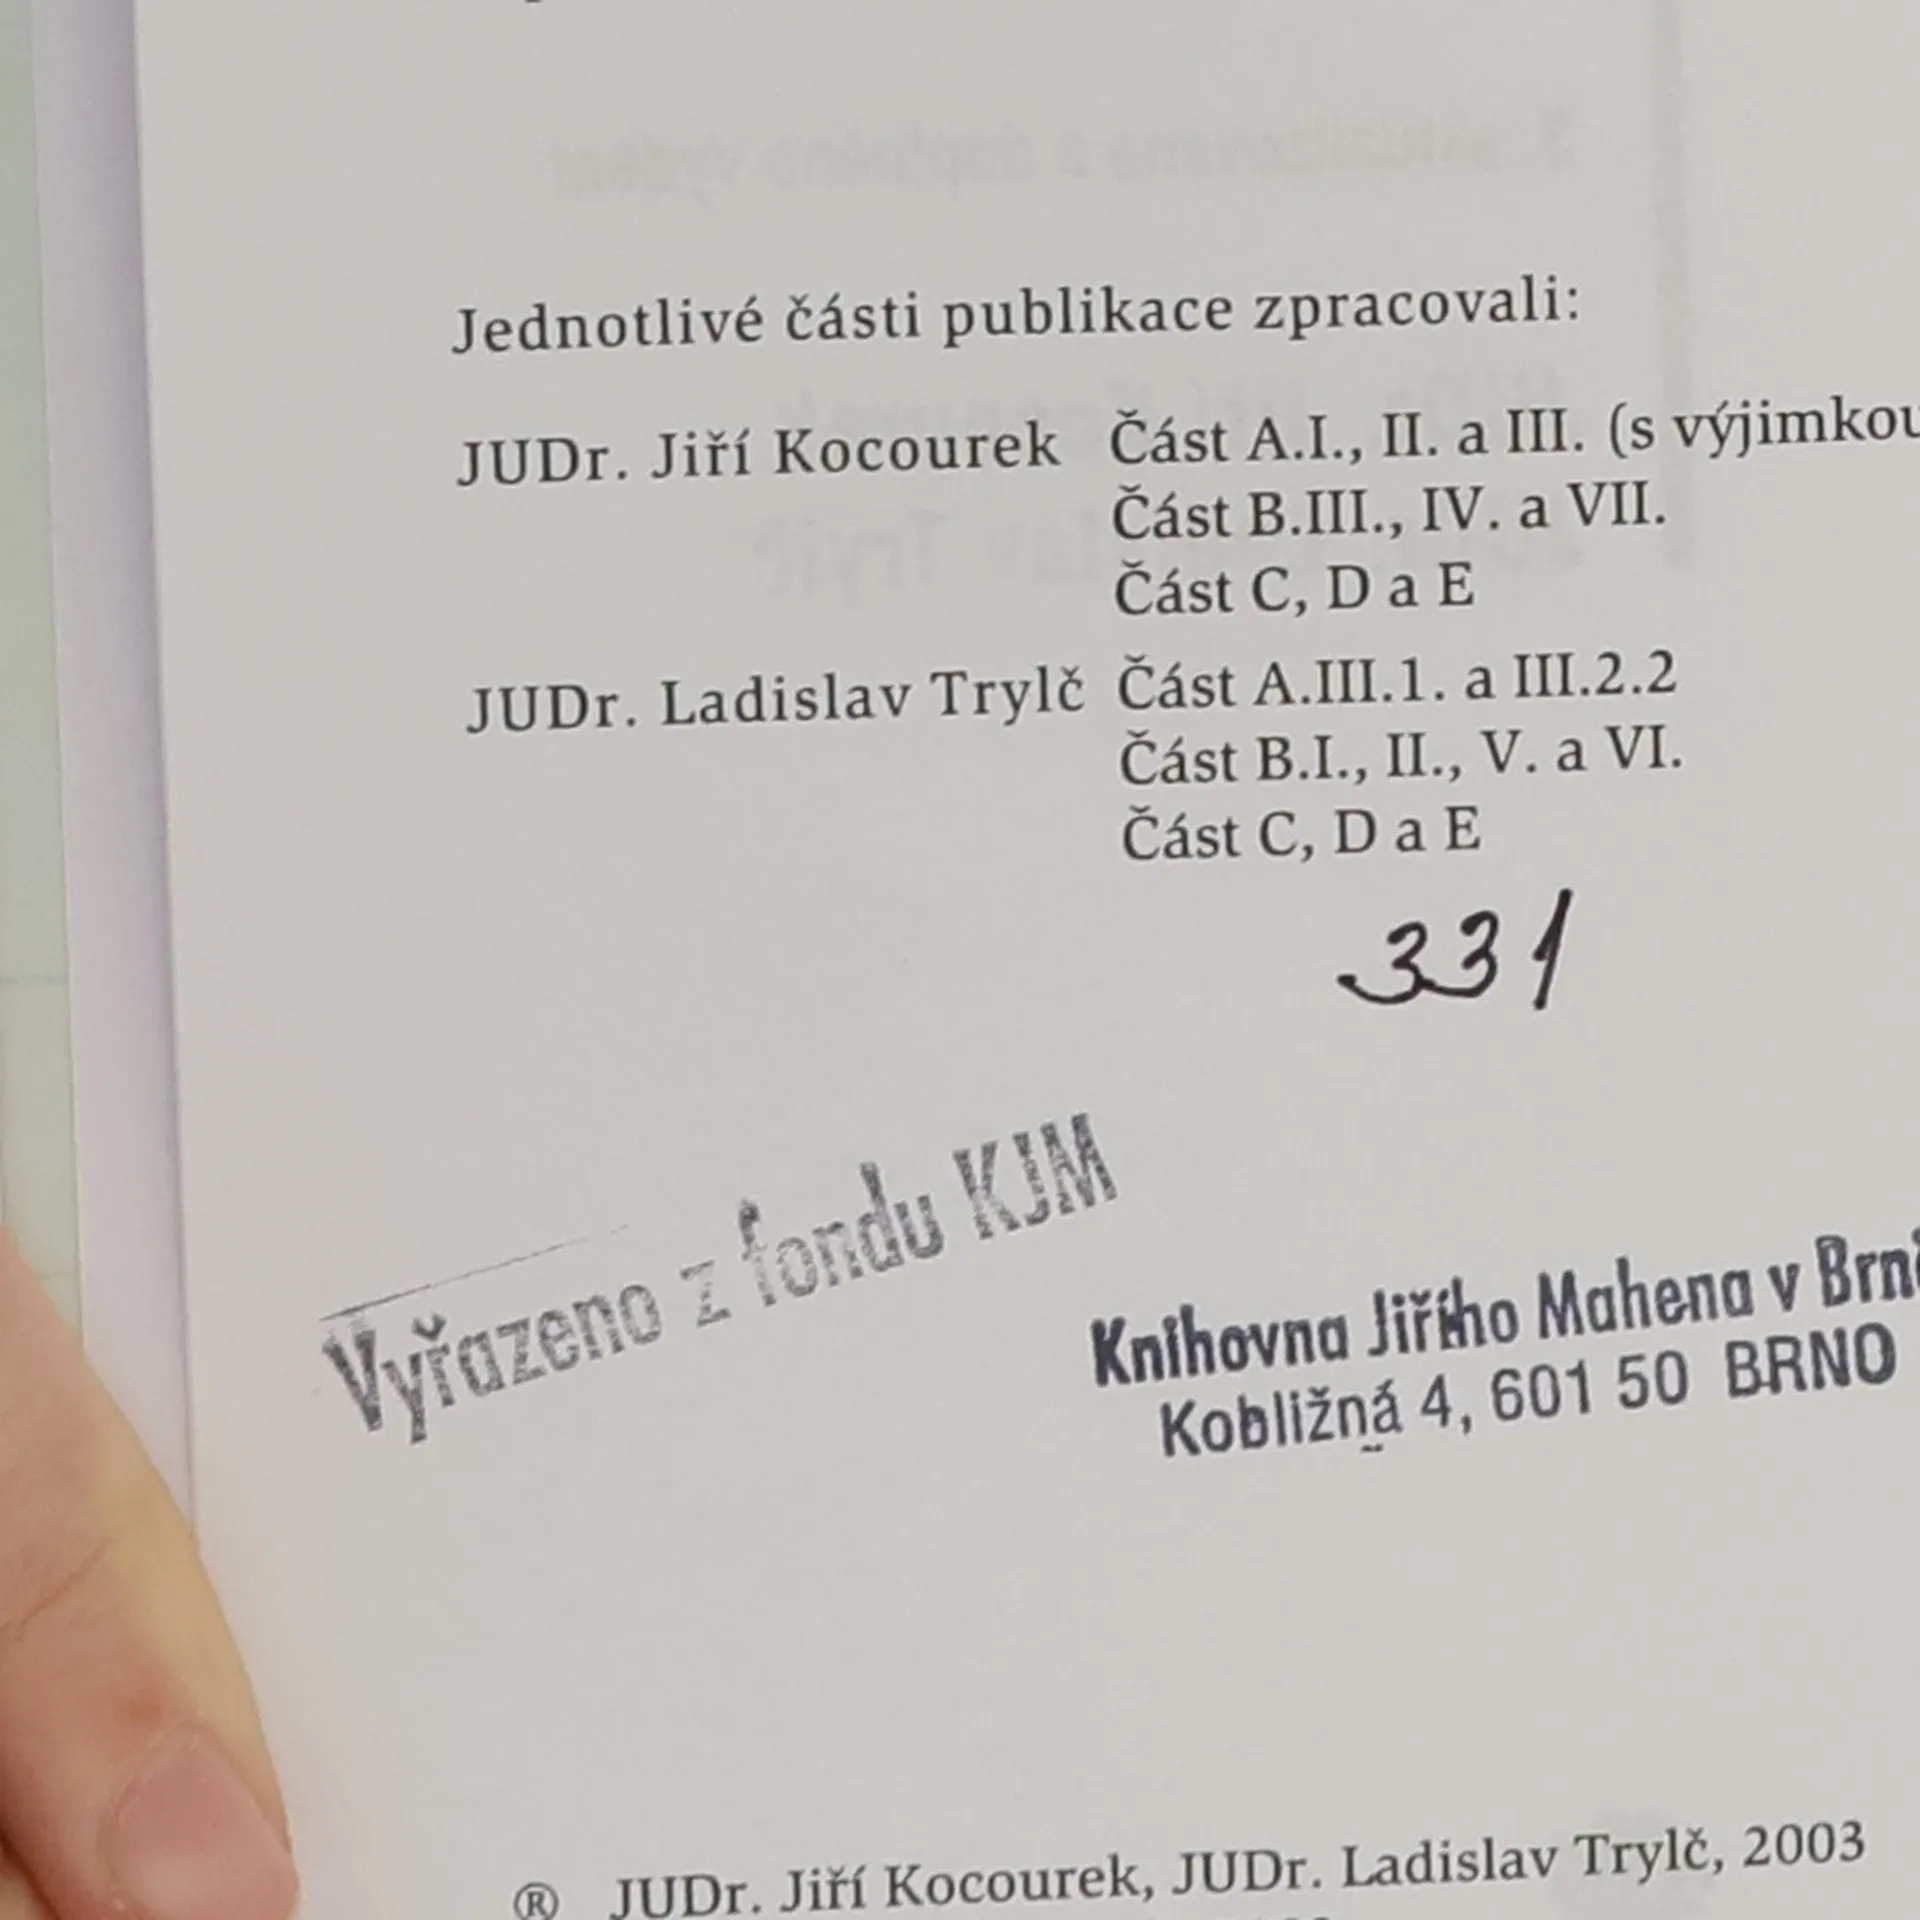 Jednotlivé části publikace zpracovali:
JUDr. Jiří Kocourek Část A.I., II. a III. (s výjimkou
Část B.III., IV. a VII.
Část C, D a E
JUDr. Ladislav Trylč Část A.III.1. a III.2.2
Část B.I., II., V. a VI.
Část C, D a E
331
Vyřazeno z fondu KJM
Knihovna Jiřího Mahena v Brně
Kobližná 4, 601 50 BRNO
® JUDr. Jiří Kocourek, JUDr. Ladislav Trylč, 2003